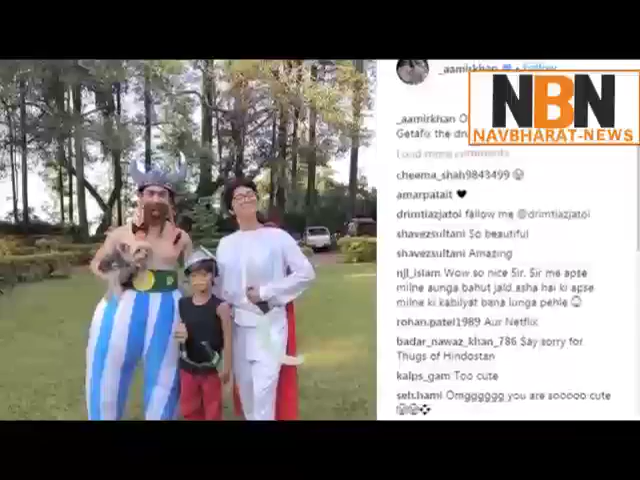 _aamirkhan
NBN
NAVBHARAT-NEWS
_aamirkhan
Getafix the
Load more comments
cheema_shah9843499
amarpatait
drimtiazjatoi follow me @drimtiazjatoi
shavezsultani So beautiful
shavezsultani Amazing
njl_islam Wow so nice Sir. Sir me apse
milne aunga bahut jald.asha hai ki apse
milne ki kabilyat bana lunga pehle
rohan.patel1989 Aur Netflix
badar_nawaz_khan_786 Say sorry for
Thugs of Hindostan
kalps_gam Too cute
seh.hami Omgggggg you are sooooo cute